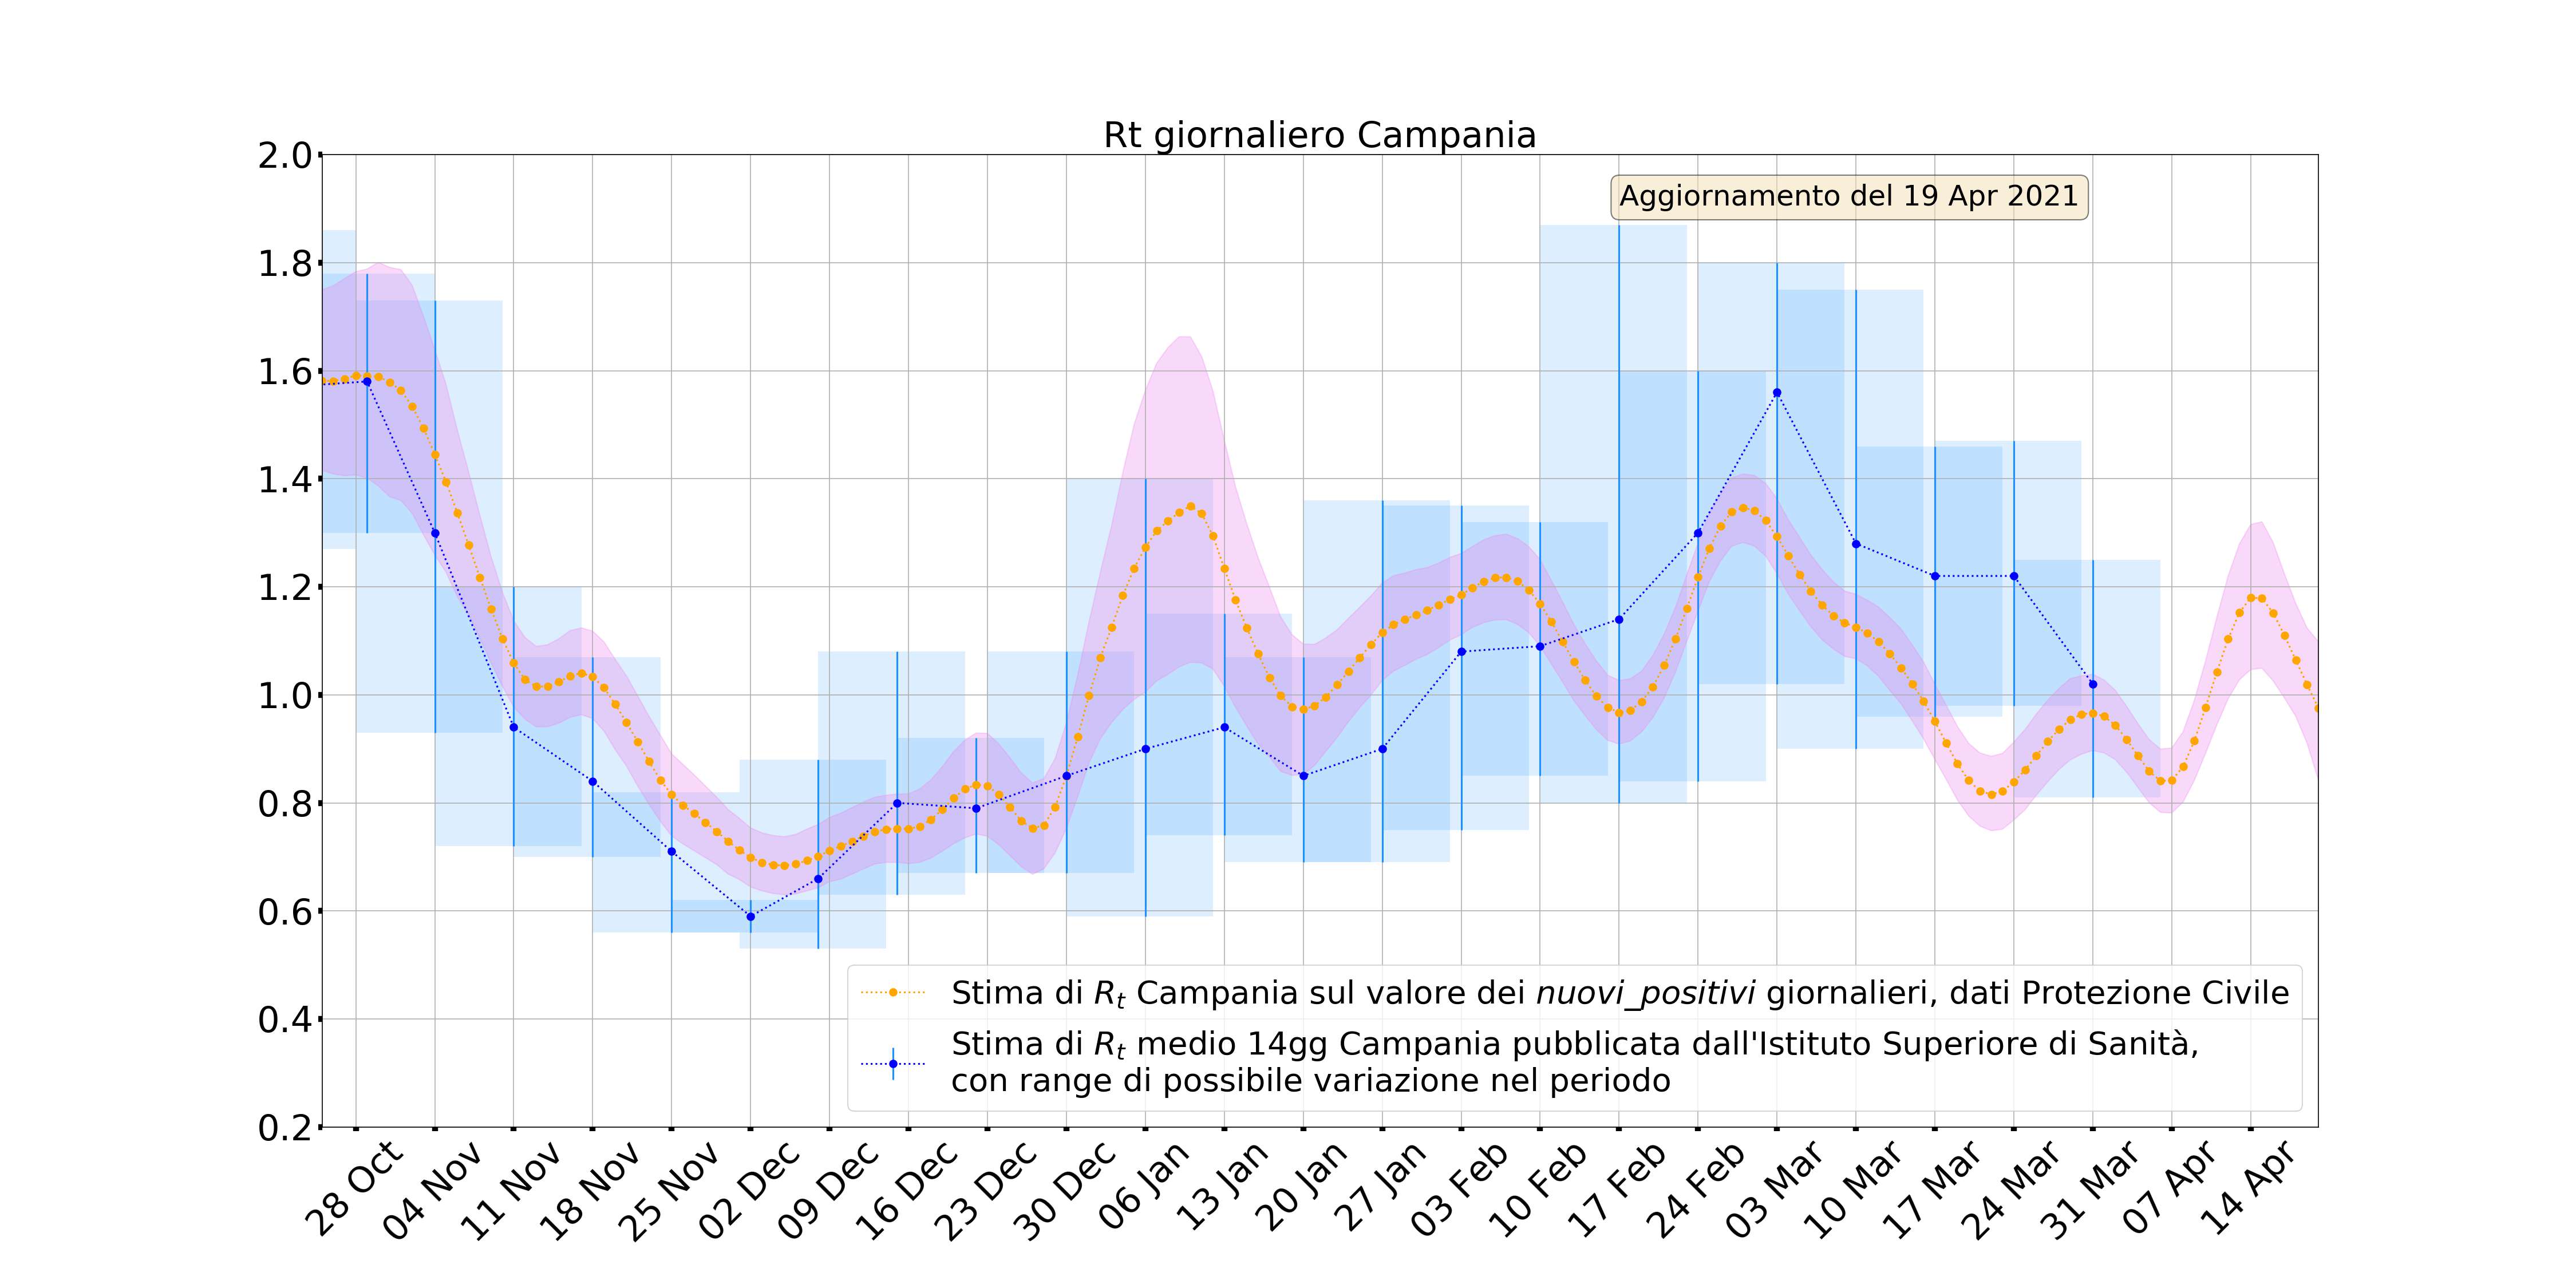 Rt giornaliero Campania
Aggiornamento del 19 Apr 2021
2.0
1.8
1.6
1.4
1.2
1.0
0.8
0.6
0.4
0.2
Stima di Rt Campania sul valore dei nuovi_positivi giornalieri, dati Protezione Civile
Stima di Rt medio 14gg Campania pubblicata dall'Istituto Superiore di Sanità,
con range di possibile variazione nel periodo
28 Oct
04 Nov
11 Nov
18 Nov
25 Nov
02 Dec
09 Dec
16 Dec
23 Dec
30 Dec
06 Jan
13 Jan
20 Jan
27 Jan
03 Feb
10 Feb
17 Feb
24 Feb
03 Mar
10 Mar
17 Mar
24 Mar
31 Mar
07 Apr
14 Apr